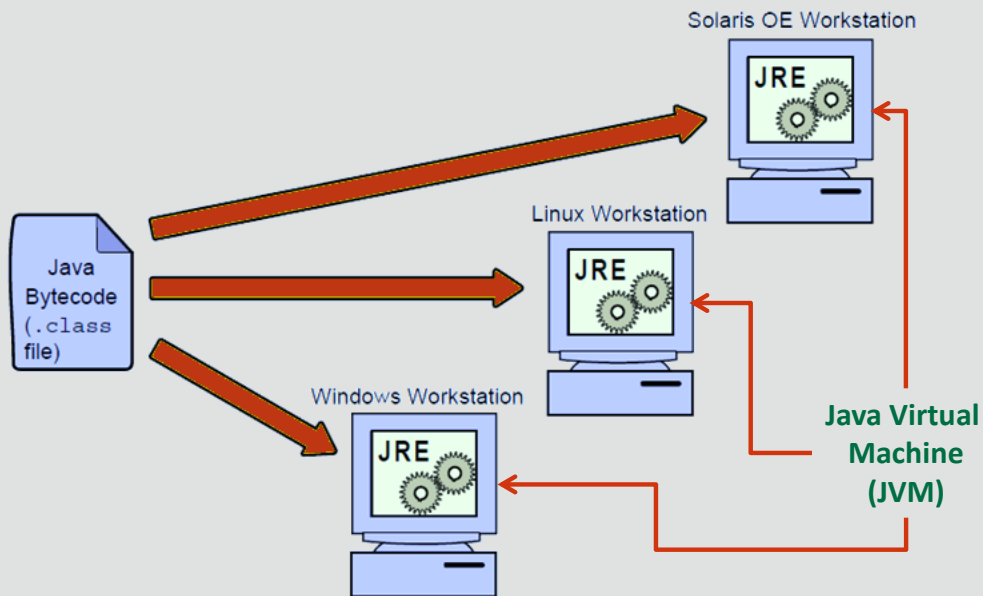 Solaris OE Workstation
JRE
Linux Workstation
JRE
Java
Bytecode
(.class
file)
Windows Workstation
JRE
Java Virtual
Machine
(JVM)